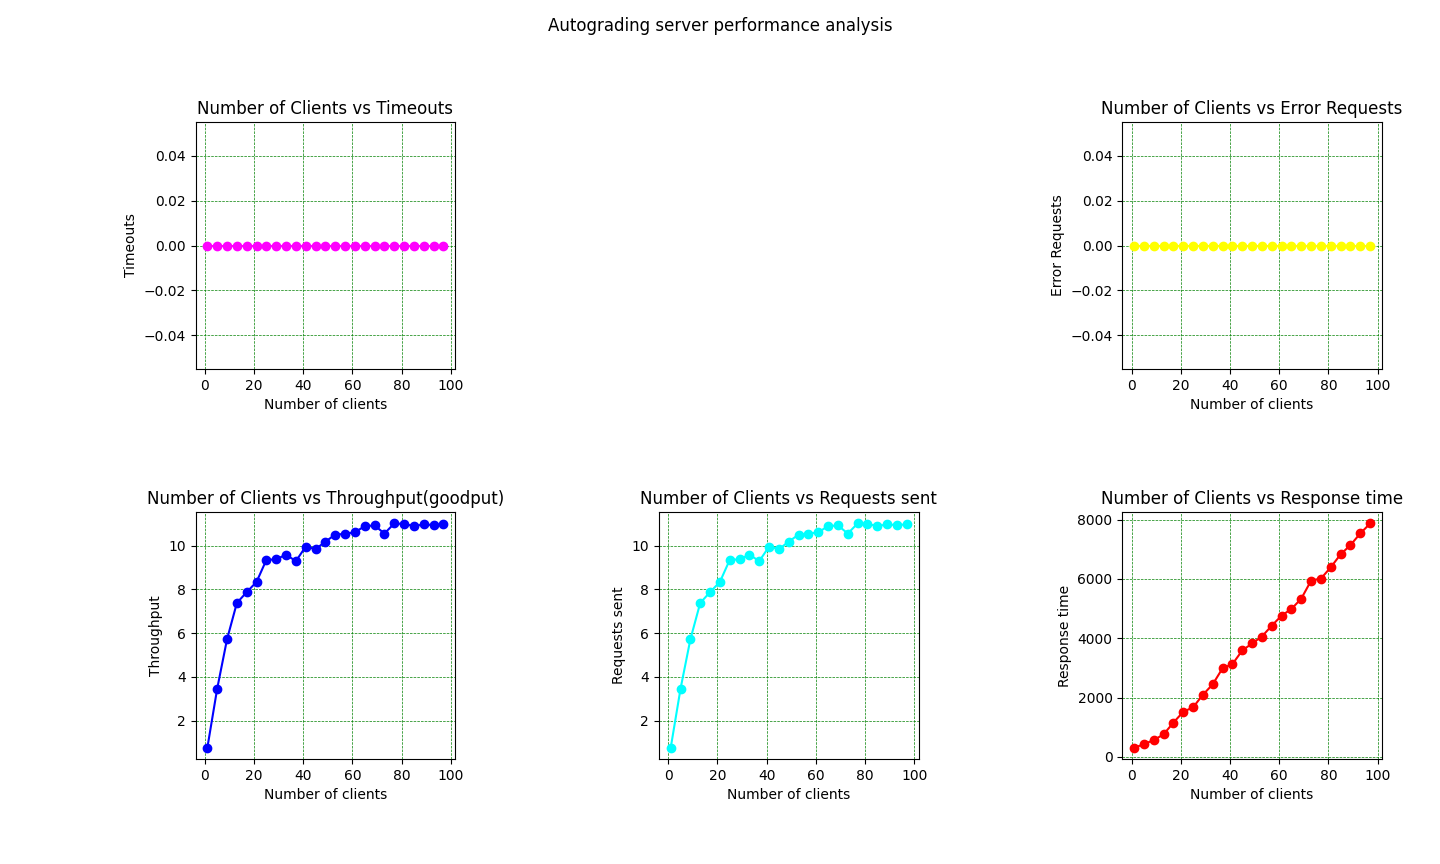 Autograding server performance analysis
Number of Clients vs Timeouts
0.04
0.02
0.00
−0.02
−0.04
Timeouts
0 20 40 60 80 100
Number of clients
Number of Clients vs Error Requests
0.04
0.02
0.00
−0.02
−0.04
Error Requests
0 20 40 60 80 100
Number of clients
Number of Clients vs Throughput(goodput)
10
8
6
4
2
Throughput
0 20 40 60 80 100
Number of clients
Number of Clients vs Requests sent
10
8
6
4
2
Requests sent
0 20 40 60 80 100
Number of clients
Number of Clients vs Response time
8000
6000
4000
2000
0
Response time
0 20 40 60 80 100
Number of clients